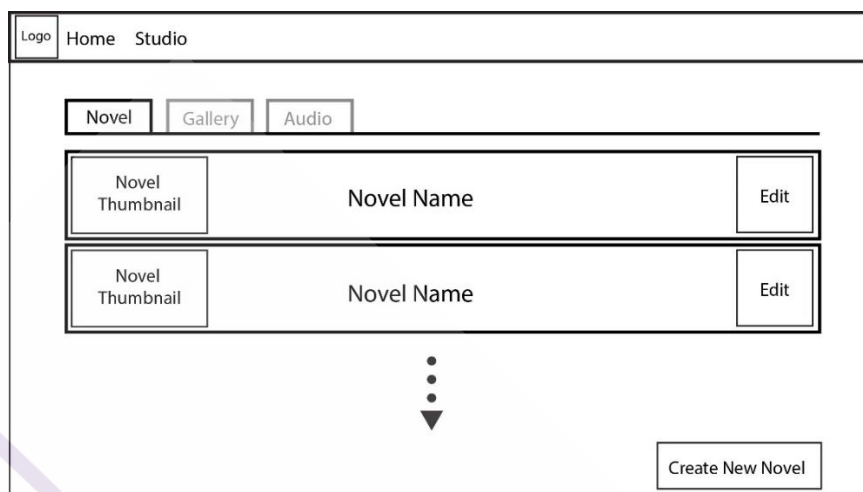 Logo Home Studio
Novel Gallery Audio
Novel
Thumbnail
Novel Name
Edit
Novel
Thumbnail
Novel Name
Edit
Create New Novel